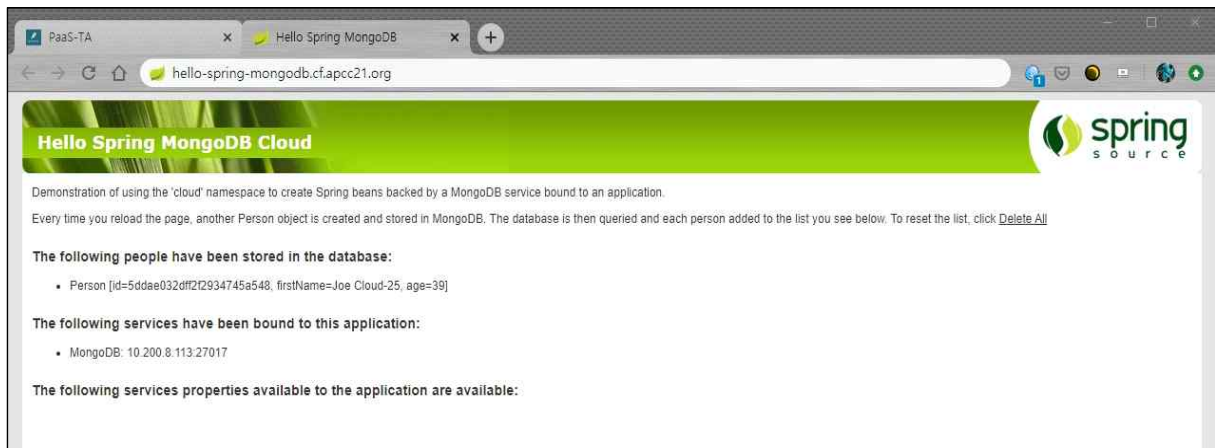 PaaS-TA
Hello Spring MongoDB
hello-spring-mongodb.cf.apcc21.org
1
Hello Spring MongoDB Cloud
spring
source
Demonstration of using the 'cloud' namespace to create Spring beans backed by a MongoDB service bound to an application.
Every time you reload the page, another Person object is created and stored in MongoDB. The database is then queried and each person added to the list you see below. To reset the list, click Delete All
The following people have been stored in the database:
• Person [id=5ddae032dff2f2934745a548, firstName=Joe Cloud-25, age=39]
The following services have been bound to this application:
• MongoDB: 10.200.8.113:27017
The following services properties available to the application are available: